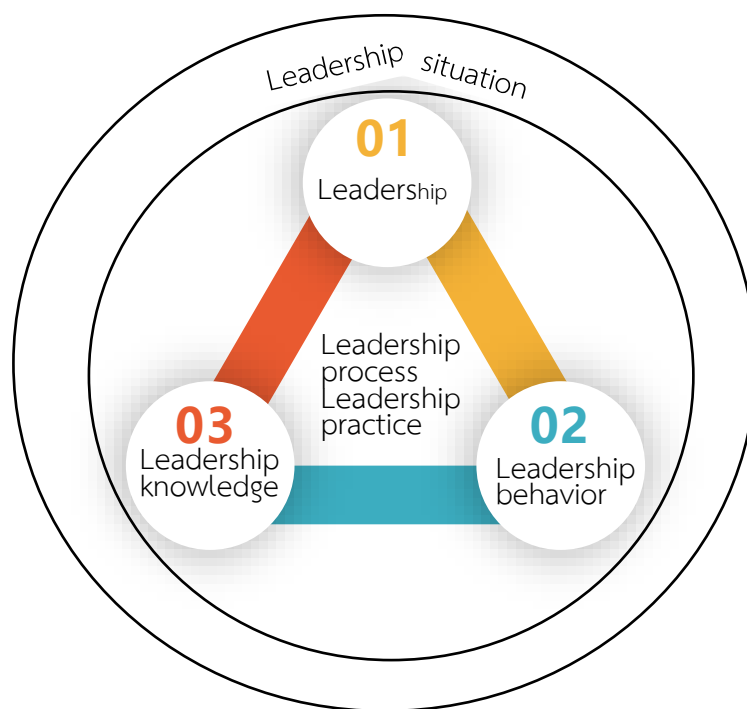 Leadership situation
01
Leadership
Leadership
process
Leadership
practice
03
Leadership
knowledge
02
Leadership
behavior